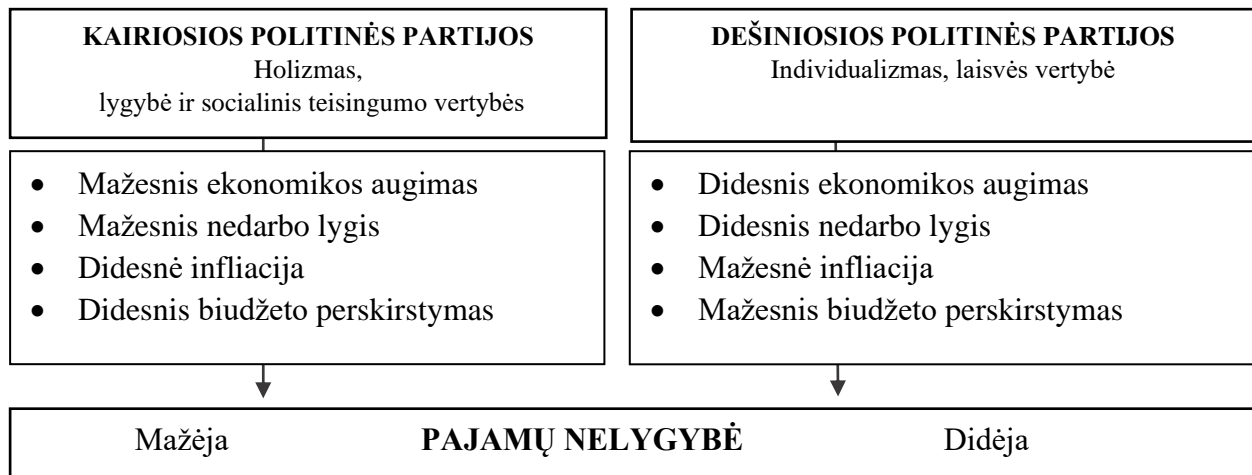 KAIRIOSIOS POLITINĖS PARTIJOS
Holizmas,
lygybė ir socialinis teisingumo vertybės
DEŠINIOSIOS POLITINĖS PARTIJOS
Individualizmas, laisvės vertybė
• Mažesnis ekonomikos augimas
• Mažesnis nedarbo lygis
• Didesnė infliacija
• Didesnis biudžeto perskirstymas
• Didesnis ekonomikos augimas
• Didesnis nedarbo lygis
• Mažesnė infliacija
• Mažesnis biudžeto perskirstymas
Mažėja PAJAMŲ NELYGYBĖ Didėja